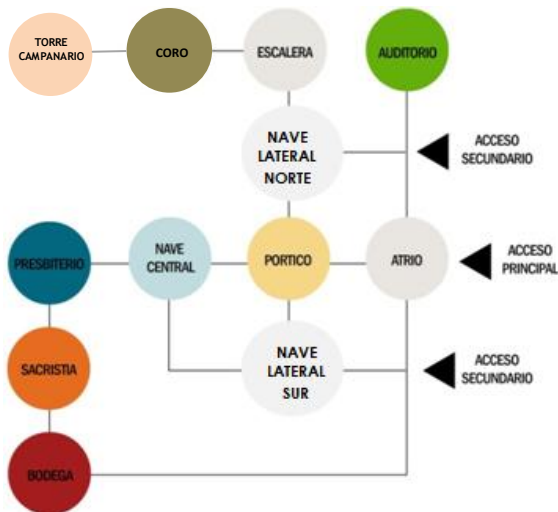 TORRE
CAMPANARIO
CORO
ESCALERA
AUDITORIO
NAVE
LATERAL
NORTE
ACCESO
SECUNDARIO
PRESBITERIO
NAVE
CENTRAL
PORTICO
ATRIO
ACCESO
PRINCIPAL
SACRISTIA
NAVE
LATERAL
SUR
ACCESO
SECUNDARIO
BODEGA